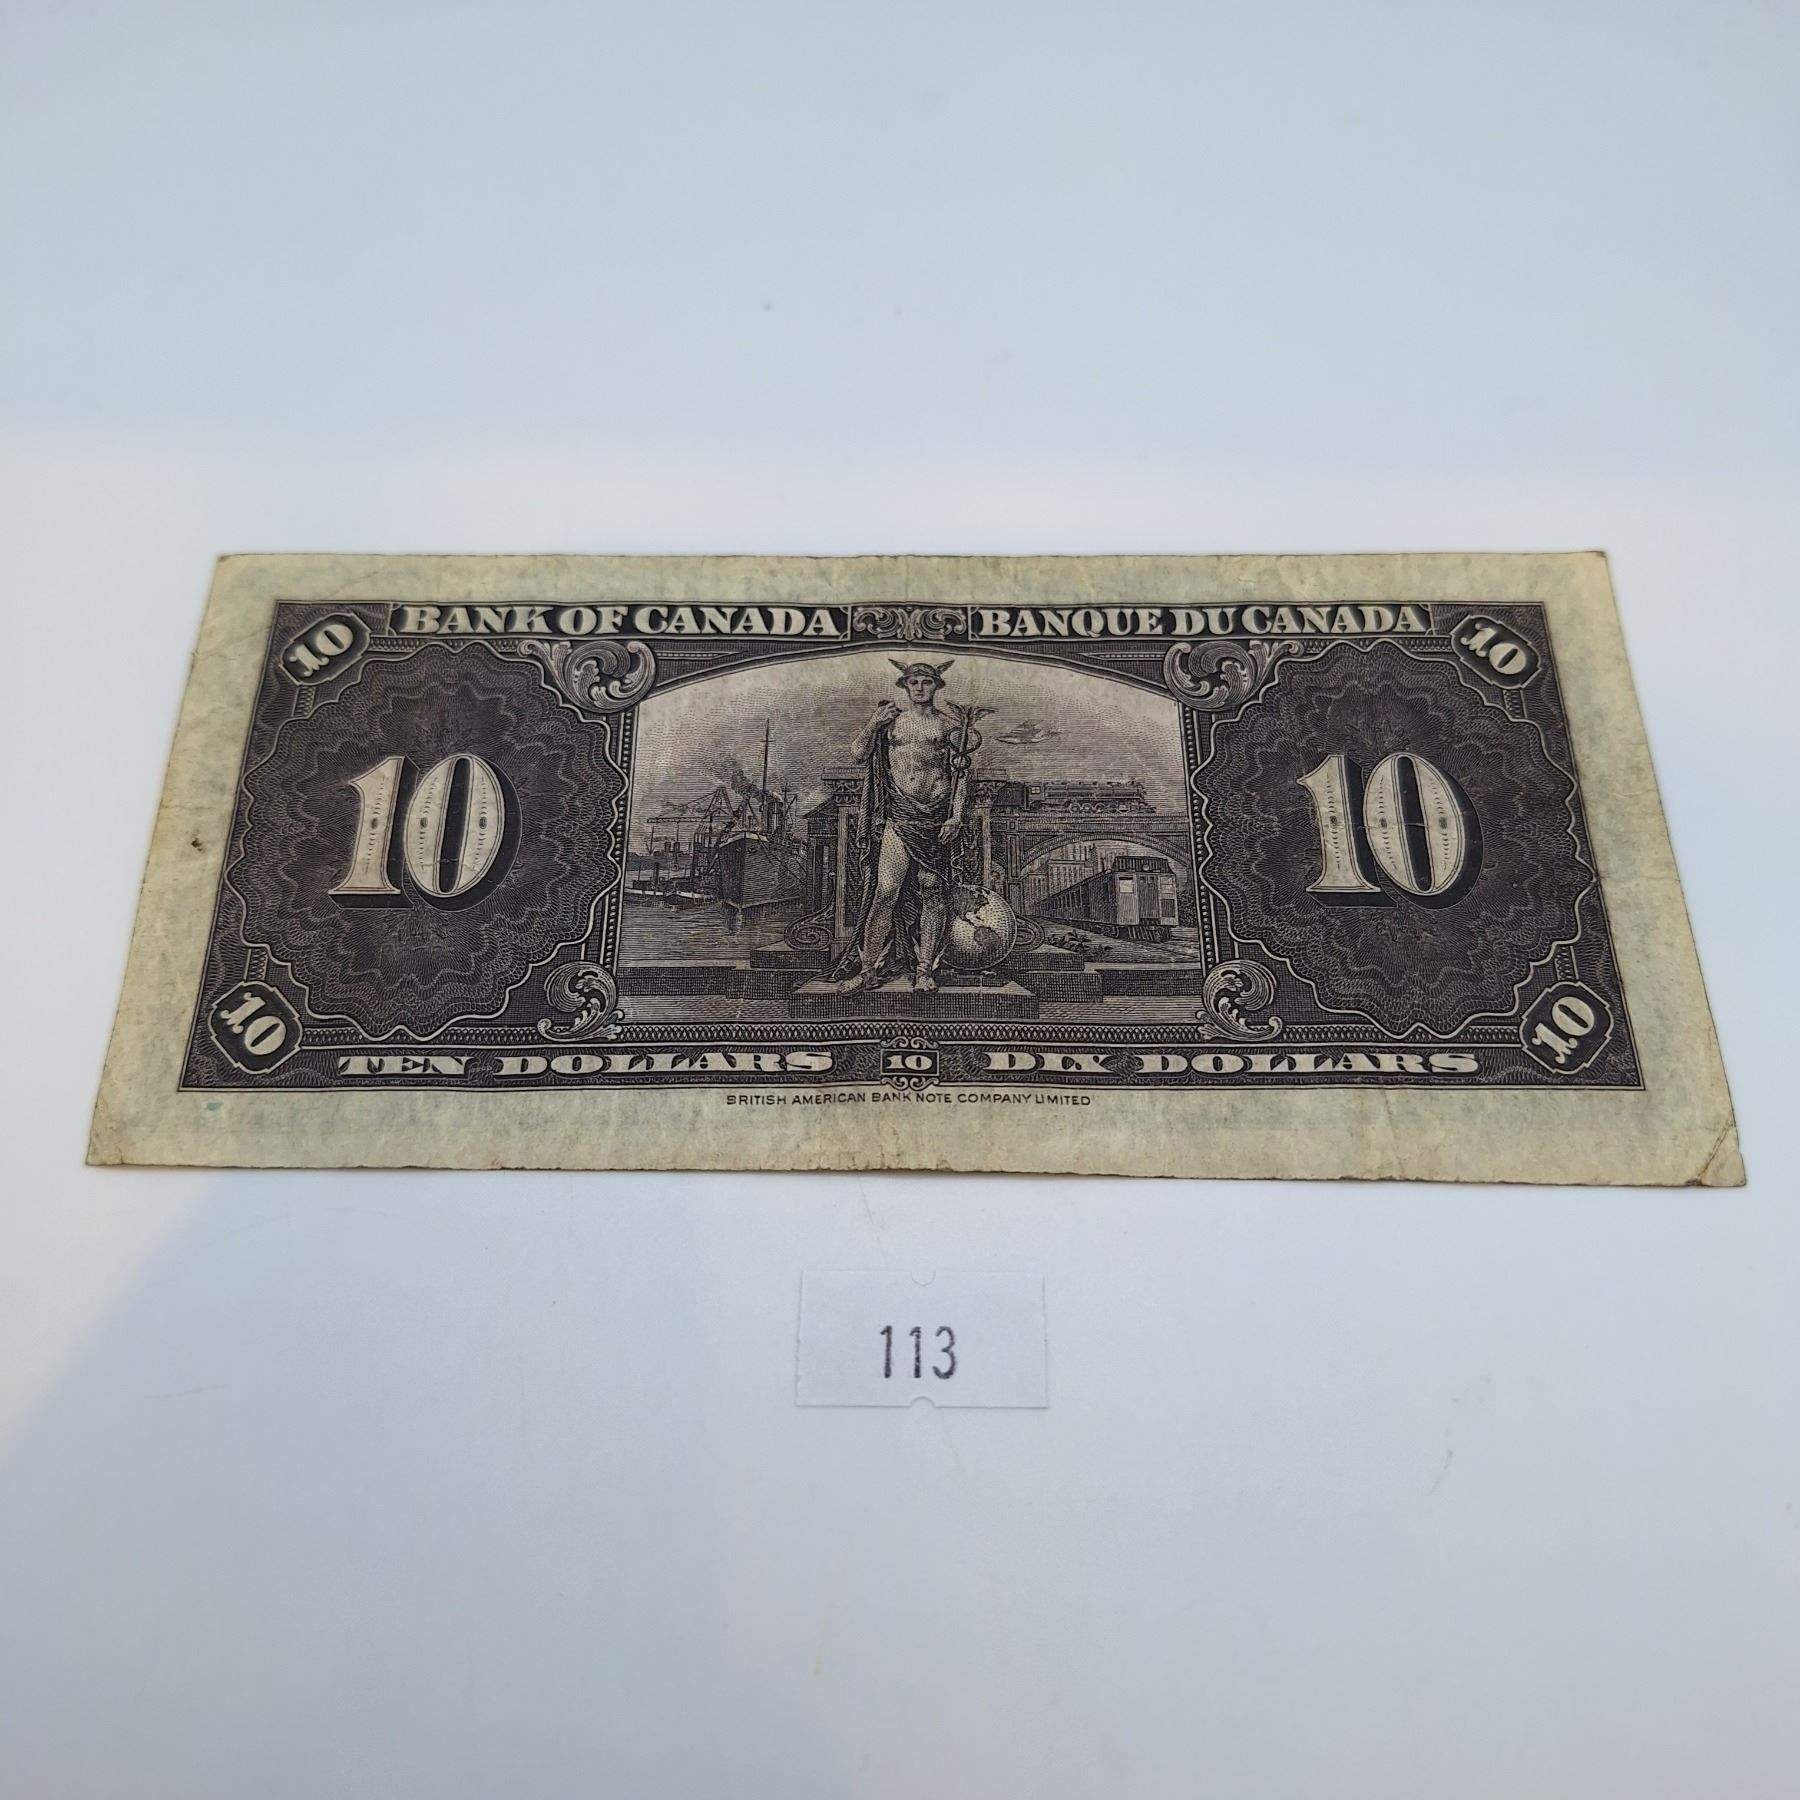 10 BANK OF CANADA BANQUE DU CANADA 10
10 10
10 TEN DOLLARS 10 DIX DOLLARS 10
BRITISH AMERICAN BANK NOTE COMPANY LIMITED
113